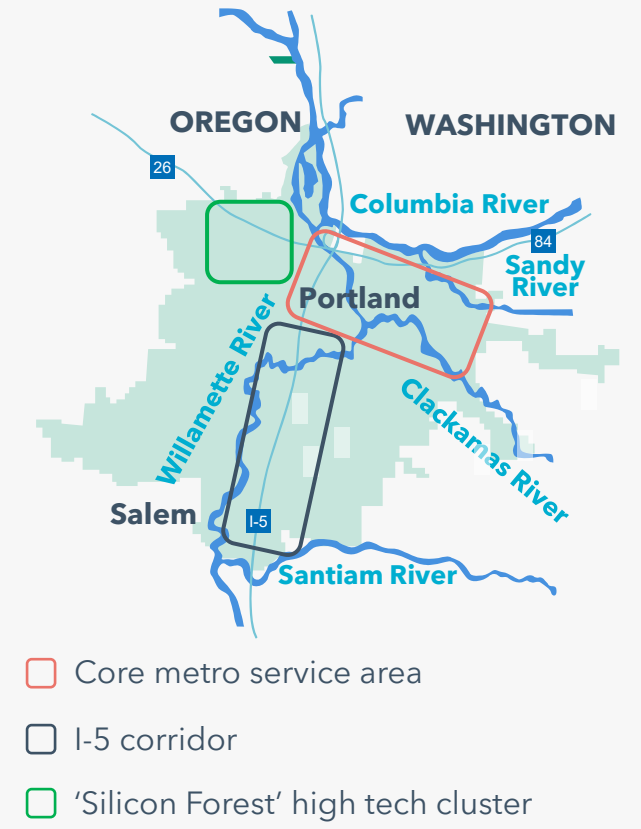 OREGON
WASHINGTON
26
Columbia River
84
Sandy
River
Portland
Willamette River
Clackamas River
Salem
I-5
Santiam River
Core metro service area
I-5 corridor
‘Silicon Forest’ high tech cluster